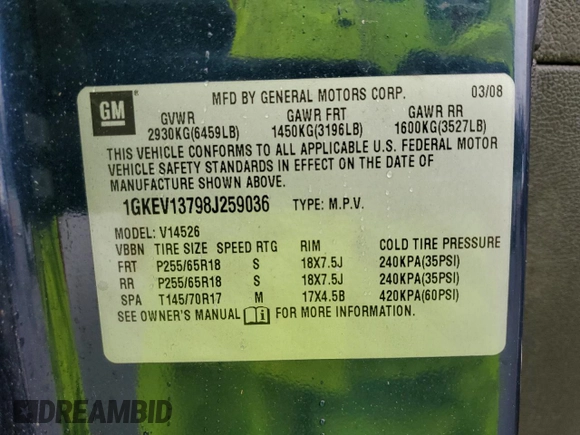 MFD BY GENERAL MOTORS CORP. 03/08
GM
GVWR GAWR FRT GAWR RR
2930KG(6459LB) 1450KG(3196LB) 1600KG(3527LB)
THIS VEHICLE CONFORMS TO ALL APPLICABLE U.S. FEDERAL MOTOR
VEHICLE SAFETY STANDARDS IN EFFECT ON THE DATE OF
MANUFACTURE SHOWN ABOVE.
1GKEV13798J259036 TYPE: M.P.V.
MODEL: V14526
VBBN TIRE SIZE SPEED RTG RIM COLD TIRE PRESSURE
FRT P255/65R18 S 18X7.5J 240KPA(35PSI)
RR P255/65R18 S 18X7.5J 240KPA(35PSI)
SPA T145/70R17 M 17X4.5B 420KPA(60PSI)
SEE OWNER'S MANUAL FOR MORE INFORMATION.
DREAMBID